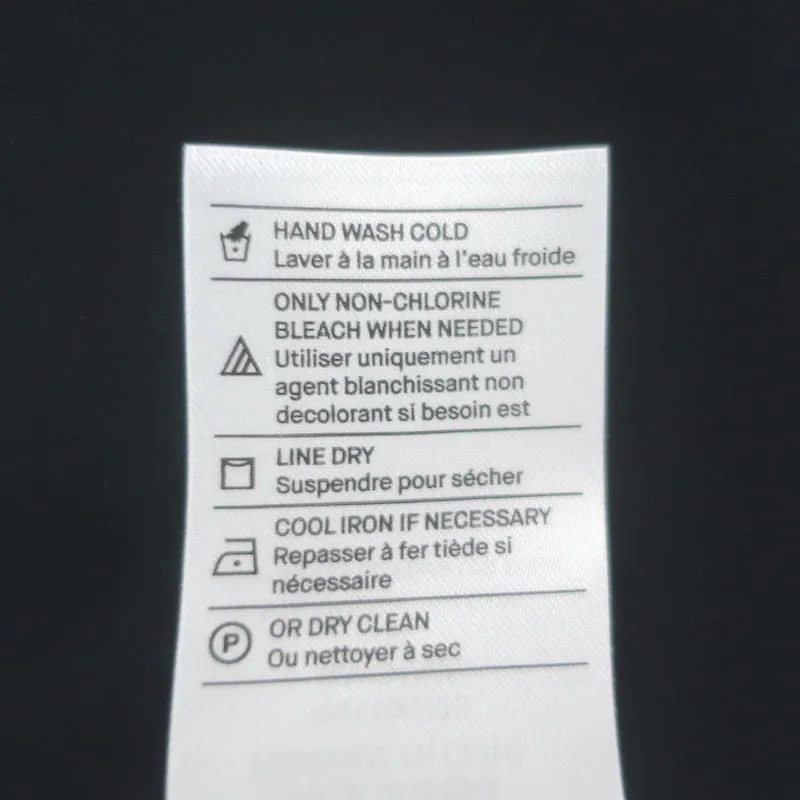 HAND WASH COLD
Laver à la main à l'eau froide
ONLY NON-CHLORINE
BLEACH WHEN NEEDED
Utiliser uniquement un
agent blanchissant non
decolorant si besoin est
LINE DRY
Suspendre pour sécher
COOL IRON IF NECESSARY
Repasser à fer tiède si
nécessaire
P
OR DRY CLEAN
Ou nettoyer à sec